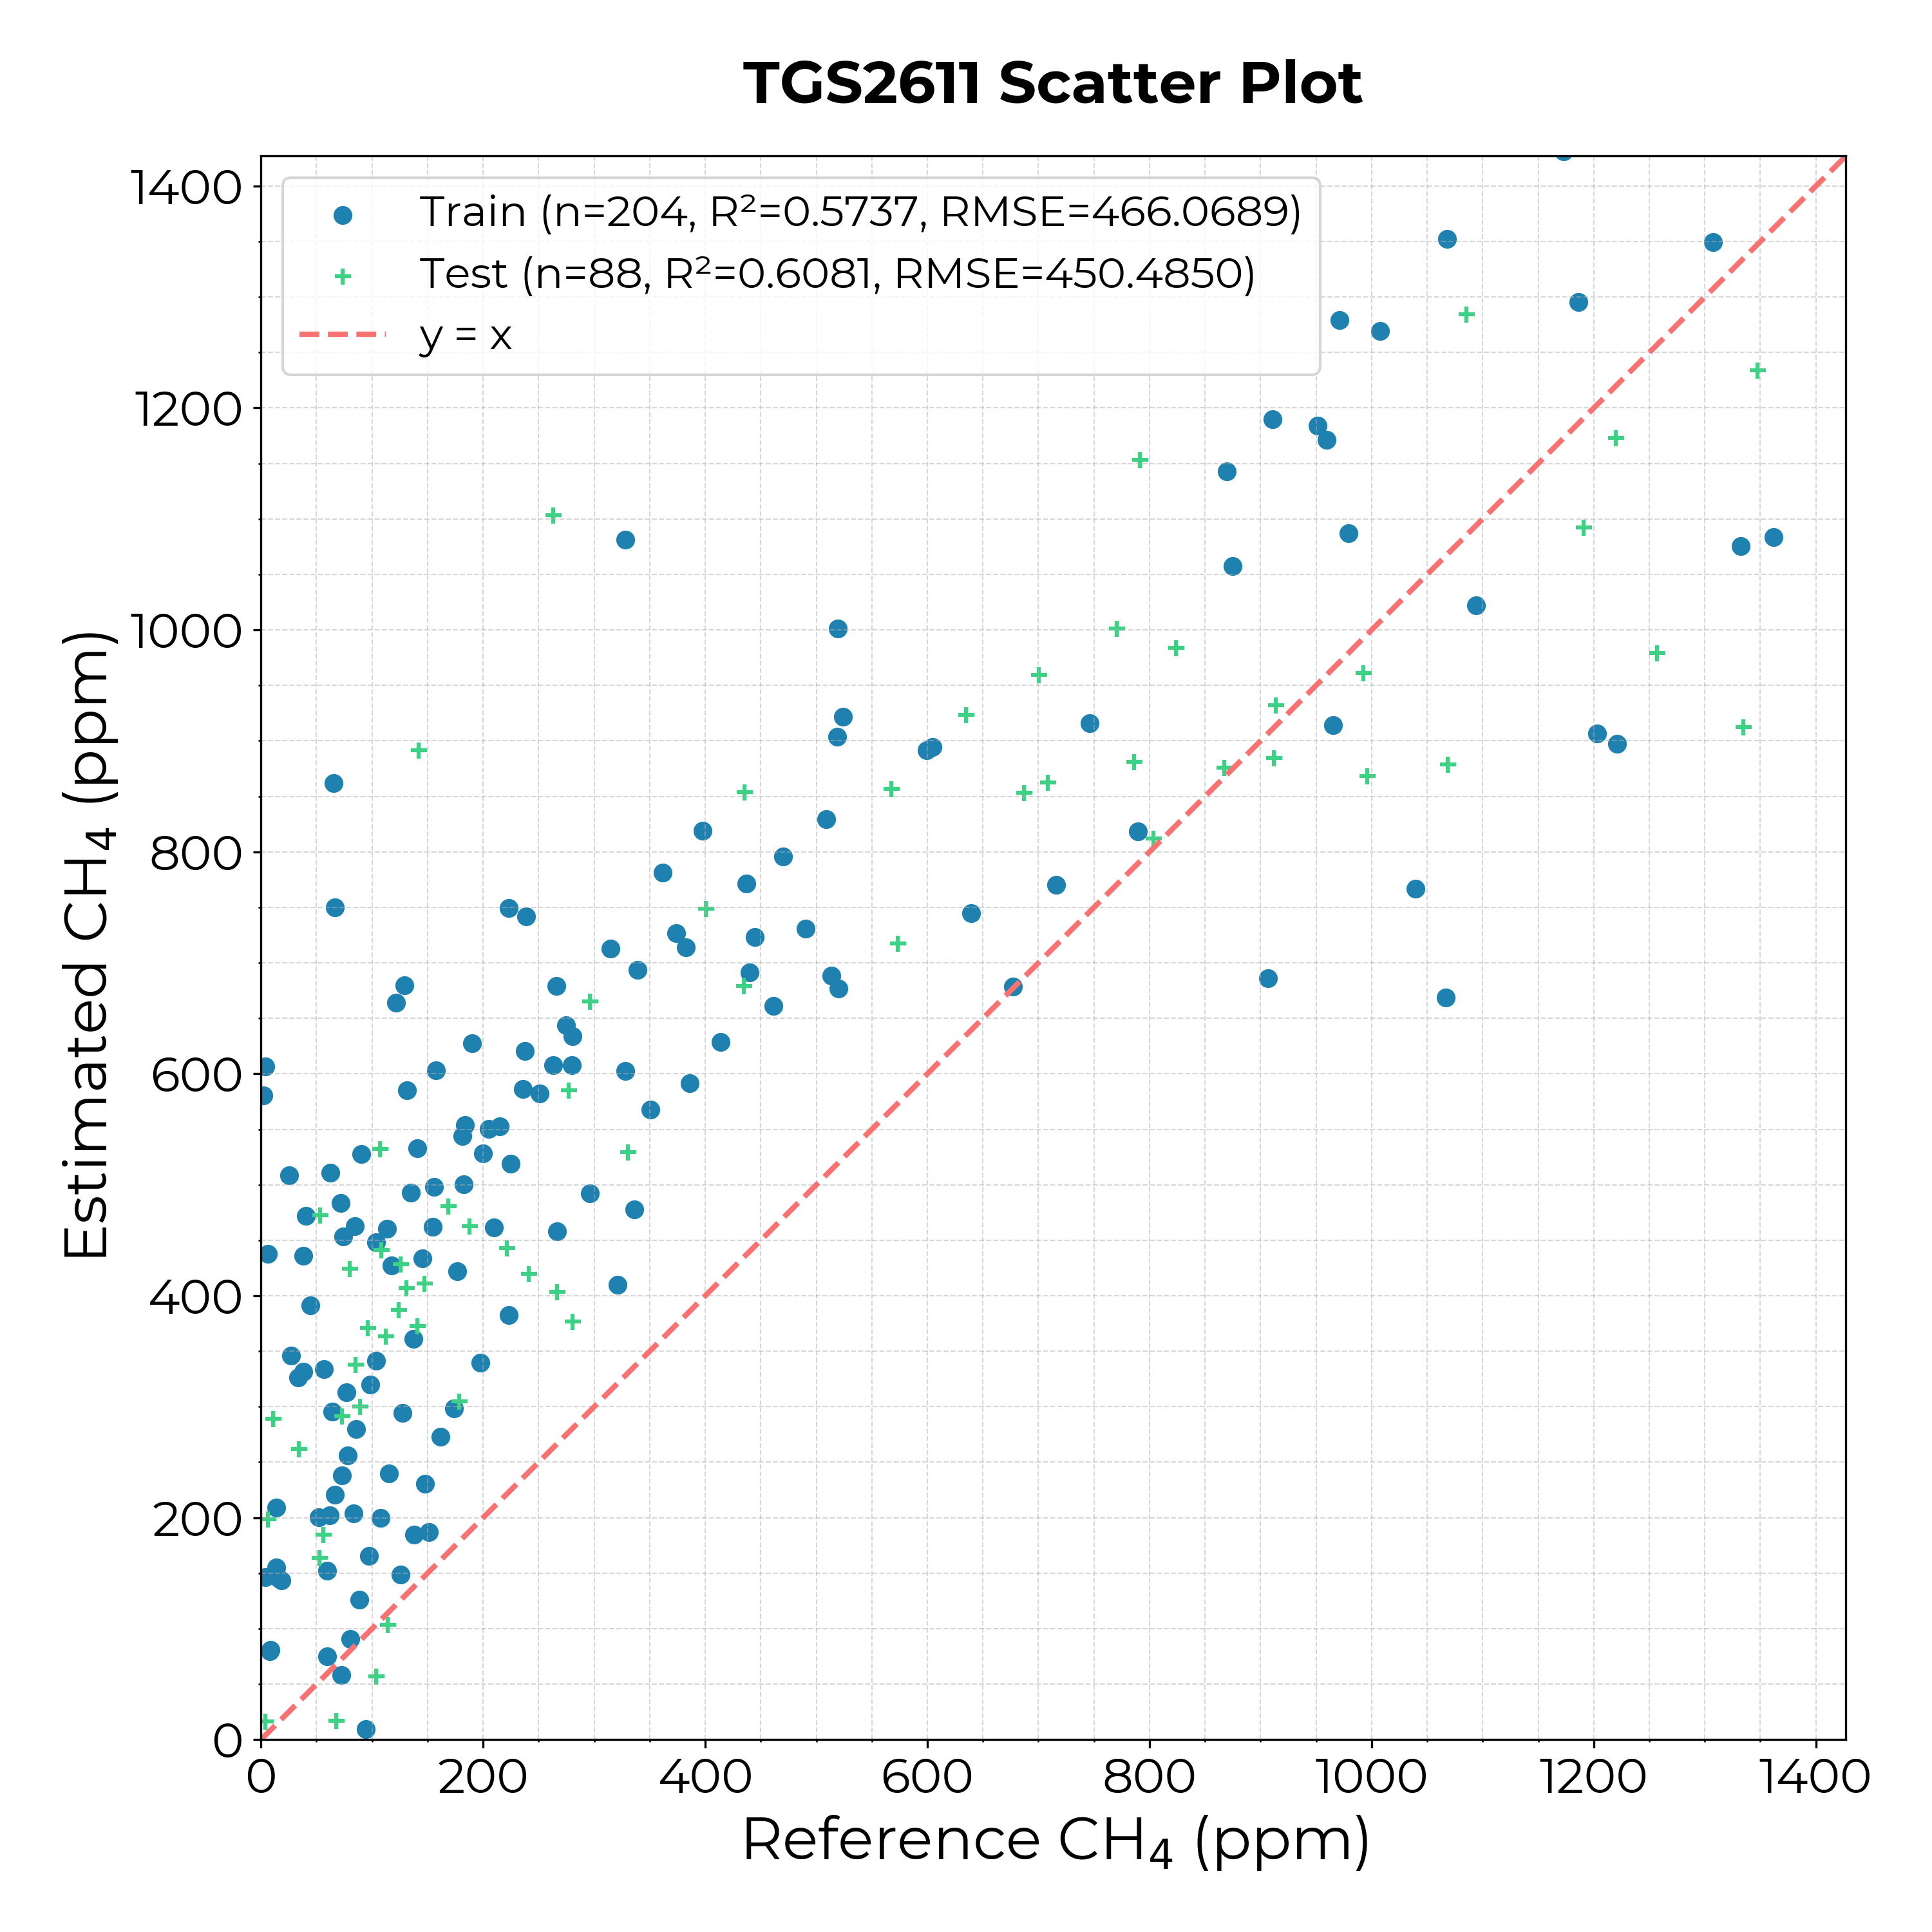 TGS2611 Scatter Plot
Train (n=204, R²=0.5737, RMSE=466.0689)
Test (n=88, R²=0.6081, RMSE=450.4850)
y = x
Estimated CH₄ (ppm)
1400
1200
1000
800
600
400
200
0
0 200 400 600 800 1000 1200 1400
Reference CH₄ (ppm)